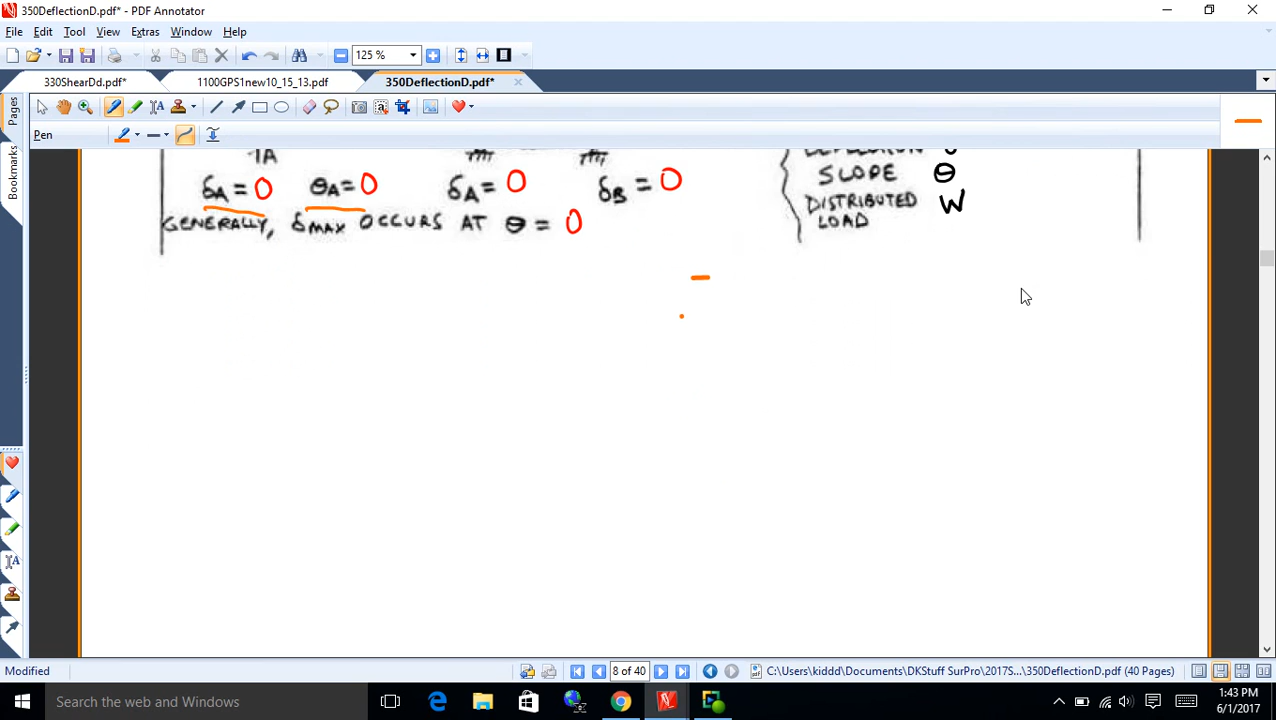 350DeflectionD.pdf* - PDF Annotator
File Edit Tool View Extras Window Help
125 %
330ShearDd.pdf* 1100GPS1new10_15_13.pdf 350DeflectionD.pdf*
Pages
Bookmarks
Pen
A
δA = 0 θA = 0 δA = 0 δB = 0
GENERALLY, δMAX OCCURS AT θ = 0
SLOPE θ
DISTRIBUTED W
LOAD
Modified
8 of 40
C:\Users\kiddd\Documents\DKStuff SurPro\2017S...\350DeflectionD.pdf (40 Pages)
Search the web and Windows
1:43 PM
6/1/2017